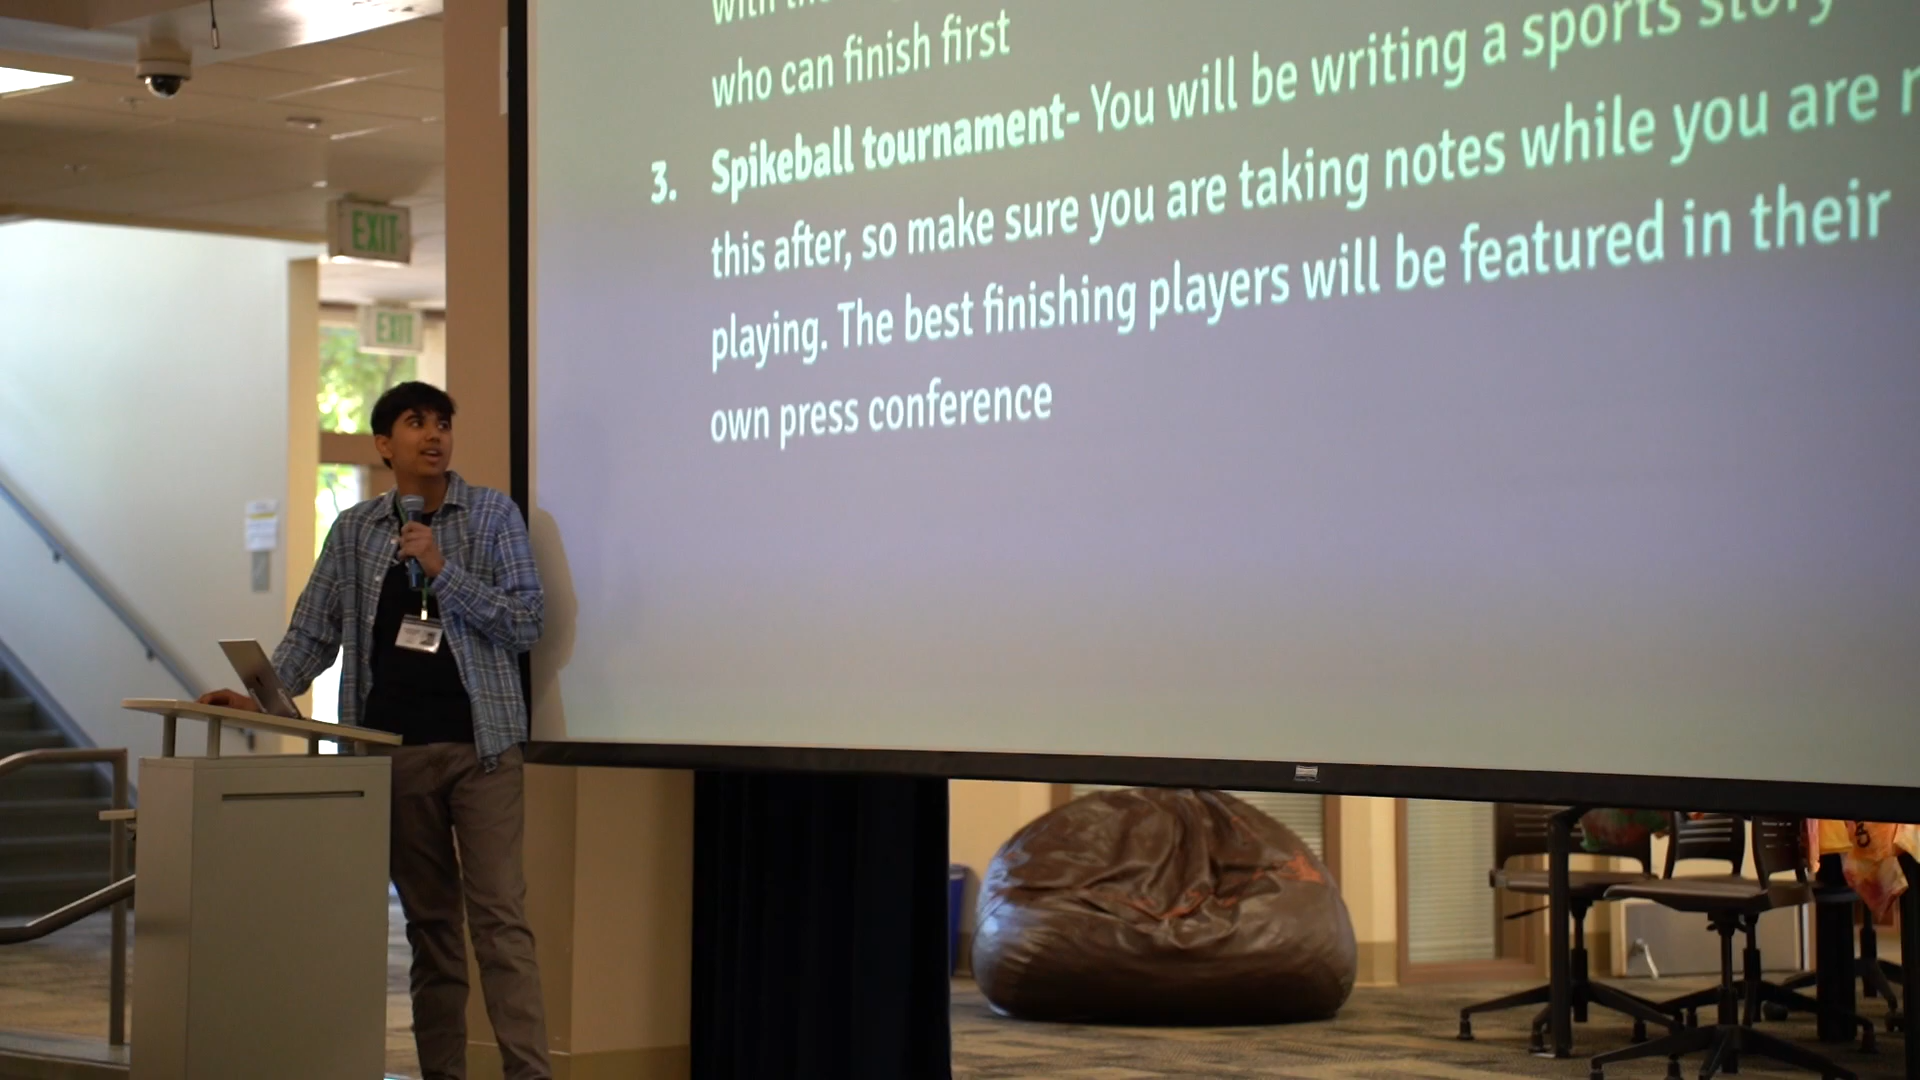 with the
who can finish first
3. Spikeball tournament- You will be writing a sports story
this after, so make sure you are taking notes while you are
playing. The best finishing players will be featured in their
own press conference
EXIT
EXIT